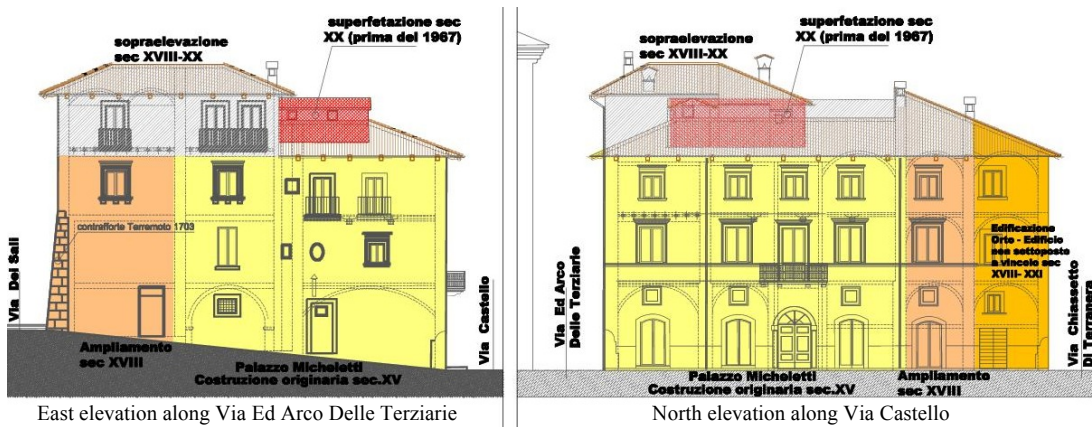 superfetazione sec
XX (prima del 1967)
sopraelevazione
sec XVIII-XX
contrafforte Terremoto 1703
Via Dei Sali
Via Castello
Ampliamento
sec XVIII
Palazzo Micheletti
Costruzione originaria sec.XV
East elevation along Via Ed Arco Delle Terziarie
superfetazione sec
XX (prima del 1967)
sopraelevazione
sec XVIII-XX
Edificazione
Orto - Edificio
non sottoposto
a vincolo sec
XVIII- XXI
Via Ed Arco
Delle Terziarie
Via Chiassetto
D Terranera
Palazzo Micheletti
Costruzione originaria sec.XV
Ampliamento
sec XVIII
North elevation along Via Castello